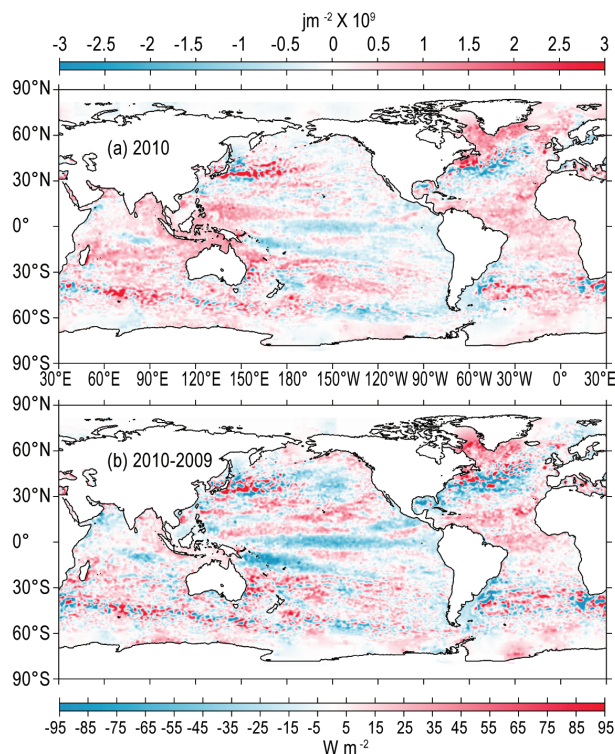 jm -2 X 10 9
-3 -2.5 -2 -1.5 -1 -0.5 0 0.5 1 1.5 2 2.5 3
90°N
60°N
(a) 2010
30°N
0°
30°S
60°S
90°S
30°E 60°E 90°E 120°E 150°E 180°E 150°W 120°W 90°W 60°W 30°W 0° 30°E
90°N
60°N
(b) 2010-2009
30°N
0°
30°S
60°S
90°S
-95 -85 -75 -65 -55 -45 -35 -25 -15 -5 5 15 25 35 45 55 65 75 85 95
W m -2